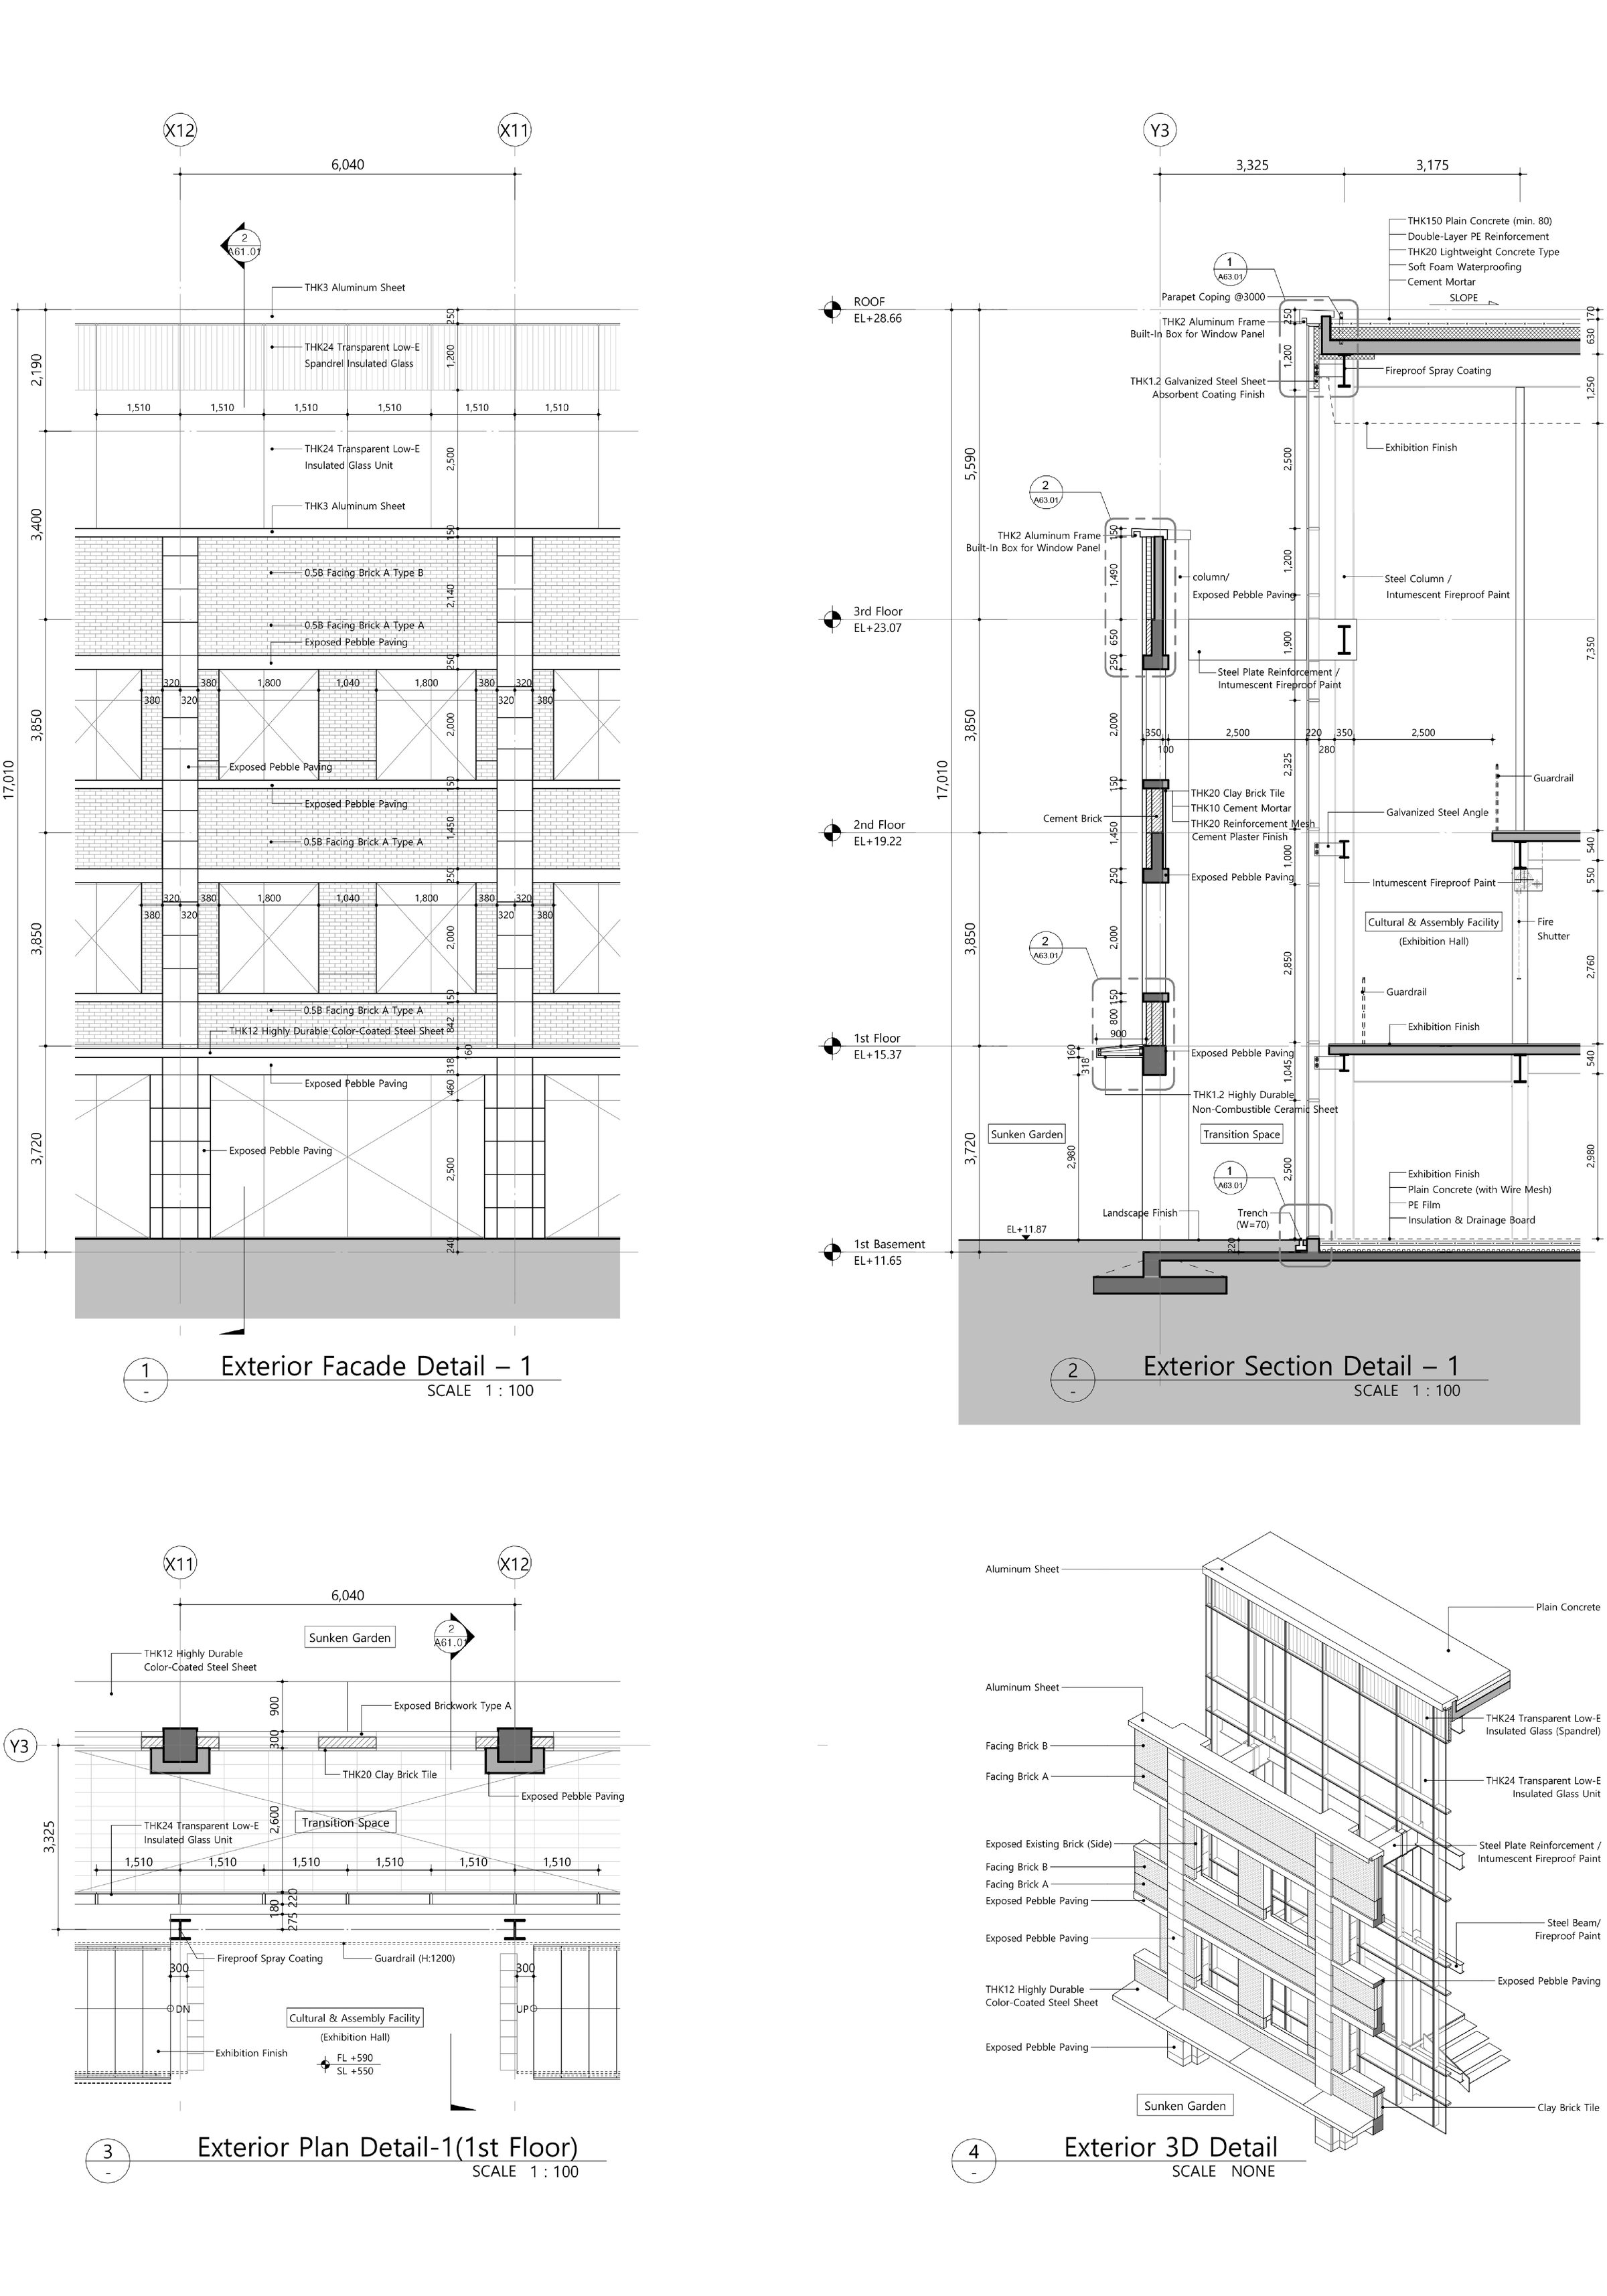 X12
X11
6,040
2
A61.01
THK3 Aluminum Sheet
250
THK24 Transparent Low-E
Spandrel Insulated Glass
1,200
2,190
1,510
1,510
1,510
1,510
1,510
1,510
THK24 Transparent Low-E
Insulated Glass Unit
2,500
THK3 Aluminum Sheet
3,400
150
0.5B Facing Brick A Type B
2,140
0.5B Facing Brick A Type A
Exposed Pebble Paving
250
320
380
1,800
1,040
1,800
380
320
380
320
320
380
3,850
2,000
17,010
Exposed Pebble Paving
150
Exposed Pebble Paving
1,450
0.5B Facing Brick A Type A
250
320
380
1,800
1,040
1,800
380
320
380
320
320
380
3,850
2,000
150
0.5B Facing Brick A Type A
842
THK12 Highly Durable Color-Coated Steel Sheet
60
318
Exposed Pebble Paving
460
3,720
Exposed Pebble Paving
2,500
240
1
-
Exterior Facade Detail – 1
SCALE 1 : 100
Y3
3,325
3,175
THK150 Plain Concrete (min. 80)
Double-Layer PE Reinforcement
THK20 Lightweight Concrete Type
Soft Foam Waterproofing
Cement Mortar
SLOPE
1
A63.01
Parapet Coping @3000
ROOF
EL+28.66
THK2 Aluminum Frame
Built-In Box for Window Panel
250
1,200
170
630
1,250
Fireproof Spray Coating
THK1.2 Galvanized Steel Sheet
Absorbent Coating Finish
Exhibition Finish
5,590
2,500
2
A63.01
THK2 Aluminum Frame
Built-In Box for Window Panel
150
1,490
column/
Exposed Pebble Paving
1,200
Steel Column /
Intumescent Fireproof Paint
3rd Floor
EL+23.07
650
250
1,900
7,350
Steel Plate Reinforcement /
Intumescent Fireproof Paint
3,850
2,000
350
100
2,500
220
350
280
2,500
2,325
17,010
Guardrail
150
THK20 Clay Brick Tile
THK10 Cement Mortar
THK20 Reinforcement Mesh
Cement Plaster Finish
Cement Brick
Galvanized Steel Angle
2nd Floor
EL+19.22
1,450
1,000
540
550
250
Exposed Pebble Paving
Intumescent Fireproof Paint
Cultural & Assembly Facility
(Exhibition Hall)
Fire
Shutter
3,850
2,000
2,850
2,760
2
A63.01
Guardrail
150
800
900
Exhibition Finish
1st Floor
EL+15.37
160
318
Exposed Pebble Paving
1,045
540
THK1.2 Highly Durable
Non-Combustible Ceramic Sheet
Sunken Garden
Transition Space
3,720
2,980
2,500
2,980
1
A63.01
Exhibition Finish
Plain Concrete (with Wire Mesh)
PE Film
Insulation & Drainage Board
Landscape Finish
Trench
(W=70)
EL+11.87
220
1st Basement
EL+11.65
2
-
Exterior Section Detail – 1
SCALE 1 : 100
X11
X12
6,040
Sunken Garden
2
A61.01
THK12 Highly Durable
Color-Coated Steel Sheet
900
Exposed Brickwork Type A
Y3
300
THK20 Clay Brick Tile
Exposed Pebble Paving
2,600
Transition Space
THK24 Transparent Low-E
Insulated Glass Unit
3,325
1,510
1,510
1,510
1,510
1,510
1,510
180
220
275
Fireproof Spray Coating
Guardrail (H:1200)
300
300
DN
UP
Cultural & Assembly Facility
(Exhibition Hall)
Exhibition Finish
FL +590
SL +550
3
-
Exterior Plan Detail-1(1st Floor)
SCALE 1 : 100
Aluminum Sheet
Plain Concrete
Aluminum Sheet
THK24 Transparent Low-E
Insulated Glass (Spandrel)
Facing Brick B
Facing Brick A
THK24 Transparent Low-E
Insulated Glass Unit
Exposed Existing Brick (Side)
Steel Plate Reinforcement /
Intumescent Fireproof Paint
Facing Brick B
Facing Brick A
Exposed Pebble Paving
Steel Beam/
Fireproof Paint
Exposed Pebble Paving
Exposed Pebble Paving
THK12 Highly Durable
Color-Coated Steel Sheet
Exposed Pebble Paving
Sunken Garden
Clay Brick Tile
4
-
Exterior 3D Detail
SCALE NONE